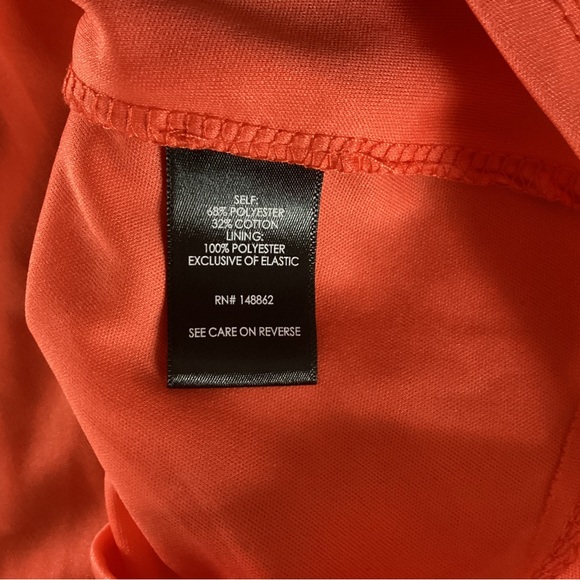 SELF:
68% POLYESTER
32% COTTON
LINING:
100% POLYESTER
EXCLUSIVE OF ELASTIC
RN# 148862
SEE CARE ON REVERSE